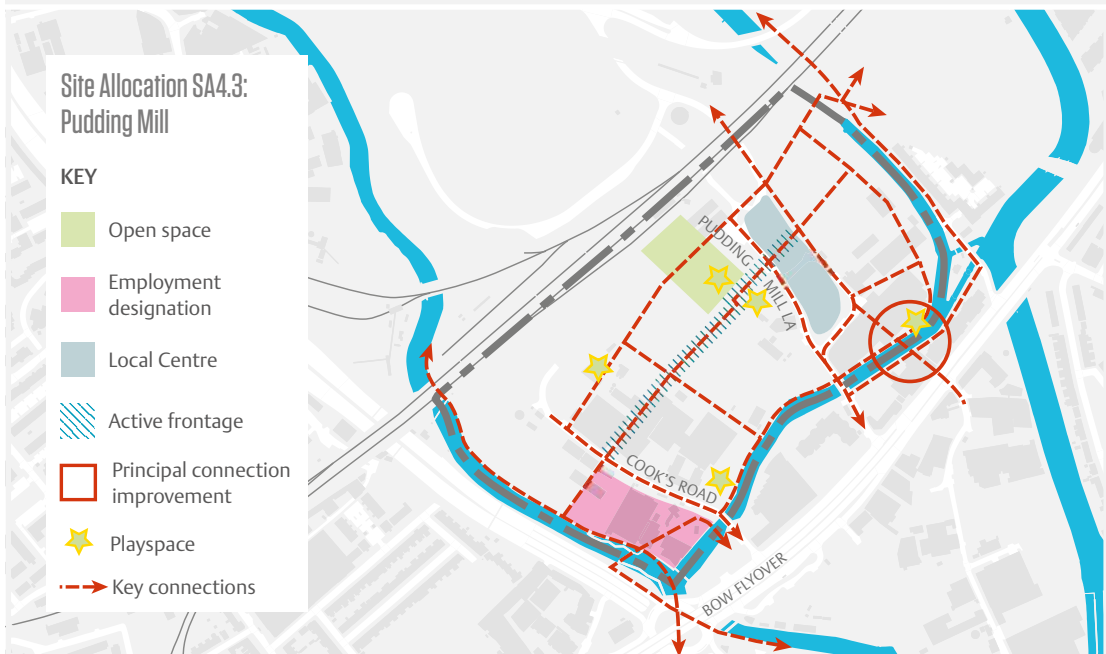 Site Allocation SA4.3:
Pudding Mill
KEY
Open space
Employment
designation
Local Centre
Active frontage
Principal connection
improvement
Playspace
Key connections
PUDDING MILL LA
COOK'S ROAD
BOW FLYOVER